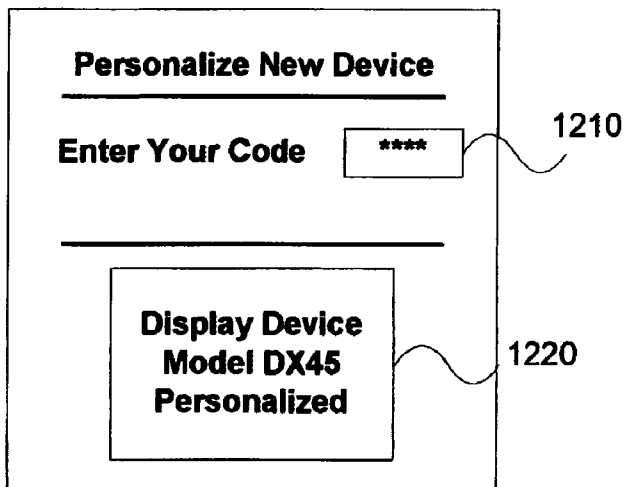 Personalize New Device
Enter Your Code
****
1210
Display Device
Model DX45
Personalized
1220